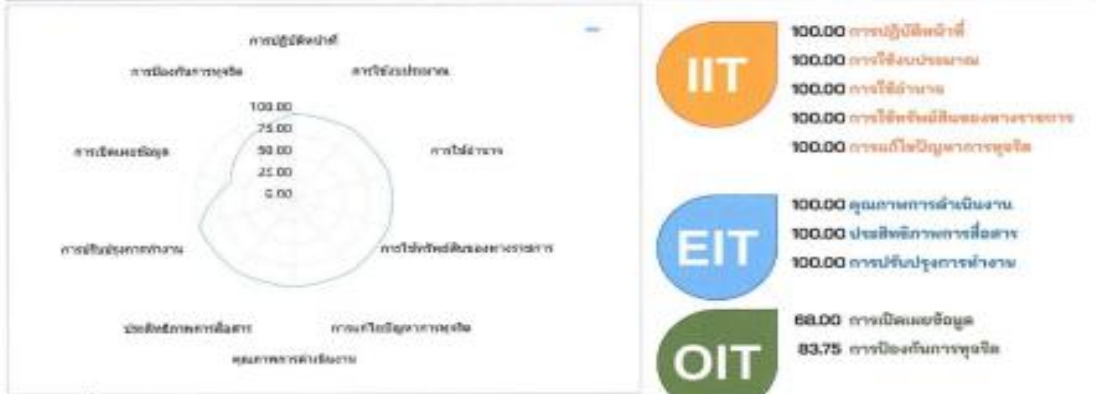 การปฏิบัติหน้าที่
การป้องกันการทุจริต
การใช้งบประมาณ
100.00
75.00
50.00
25.00
0.00
การเปิดเผยข้อมูล
การใช้อำนาจ
การปรับปรุงการทำงาน
การใช้ทรัพย์สินของทางราชการ
ประสิทธิภาพการสื่อสาร
การแก้ไขปัญหาการทุจริต
คุณภาพการดำเนินงาน
IIT
100.00 การปฏิบัติหน้าที่
100.00 การใช้งบประมาณ
100.00 การใช้อำนาจ
100.00 การใช้ทรัพย์สินของทางราชการ
100.00 การแก้ไขปัญหาการทุจริต
EIT
100.00 คุณภาพการดำเนินงาน
100.00 ประสิทธิภาพการสื่อสาร
100.00 การปรับปรุงการทำงาน
OIT
68.00 การเปิดเผยข้อมูล
83.75 การป้องกันการทุจริต